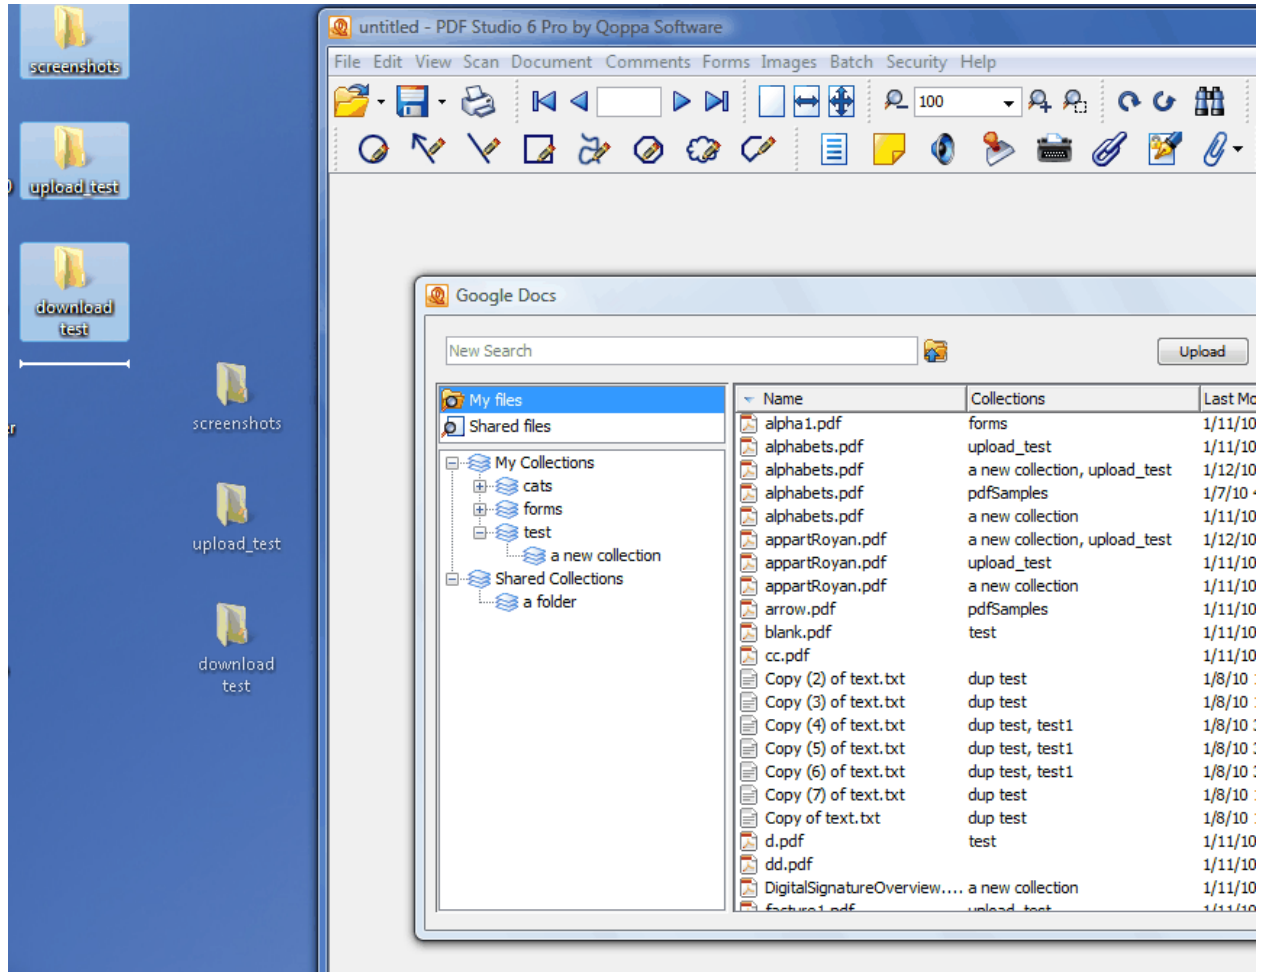 screenshots
upload_test
download
test
screenshots
upload_test
download
test
untitled - PDF Studio 6 Pro by Qoppa Software
File Edit View Scan Document Comments Forms Images Batch Security Help
100
Google Docs
New Search
Upload
My files
Shared files
My Collections
cats
forms
test
a new collection
Shared Collections
a folder
Name Collections Last Mo
alpha1.pdf forms 1/11/10
alphabets.pdf upload_test 1/11/10
alphabets.pdf a new collection, upload_test 1/12/10
alphabets.pdf pdfSamples 1/7/10
alphabets.pdf a new collection 1/11/10
appartRoyan.pdf a new collection, upload_test 1/12/10
appartRoyan.pdf upload_test 1/11/10
appartRoyan.pdf a new collection 1/11/10
arrow.pdf pdfSamples 1/11/10
blank.pdf test 1/11/10
cc.pdf 1/11/10
Copy (2) of text.txt dup test 1/8/10
Copy (3) of text.txt dup test 1/8/10
Copy (4) of text.txt dup test, test1 1/8/10
Copy (5) of text.txt dup test, test1 1/8/10
Copy (6) of text.txt dup test, test1 1/8/10
Copy (7) of text.txt dup test 1/8/10
Copy of text.txt dup test 1/8/10
d.pdf test 1/11/10
dd.pdf 1/11/10
DigitalSignatureOverview.... a new collection 1/11/10
facture1.pdf upload_test 1/11/10